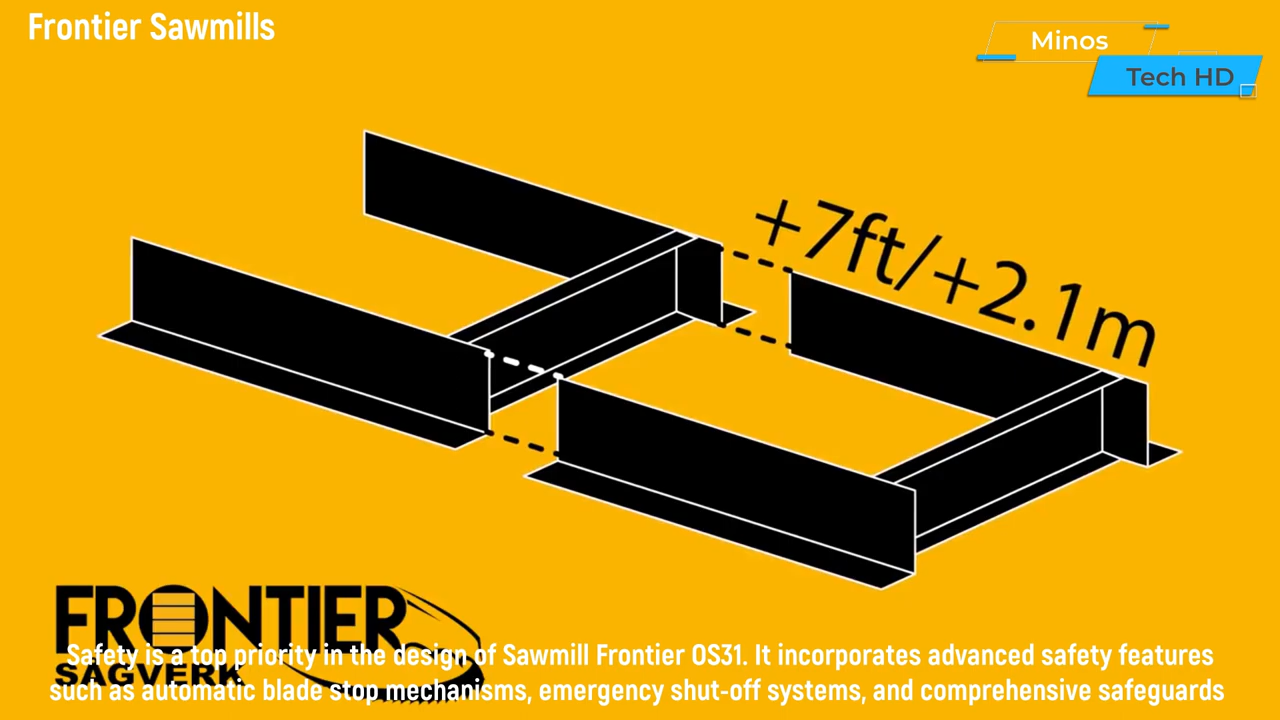 Frontier Sawmills
Minos
Tech HD
+7ft/+2.1m
FRONTIER
SAGVERK
Safety is a top priority in the design of Sawmill Frontier OS31. It incorporates advanced safety features
such as automatic blade stop mechanisms, emergency shut-off systems, and comprehensive safeguards